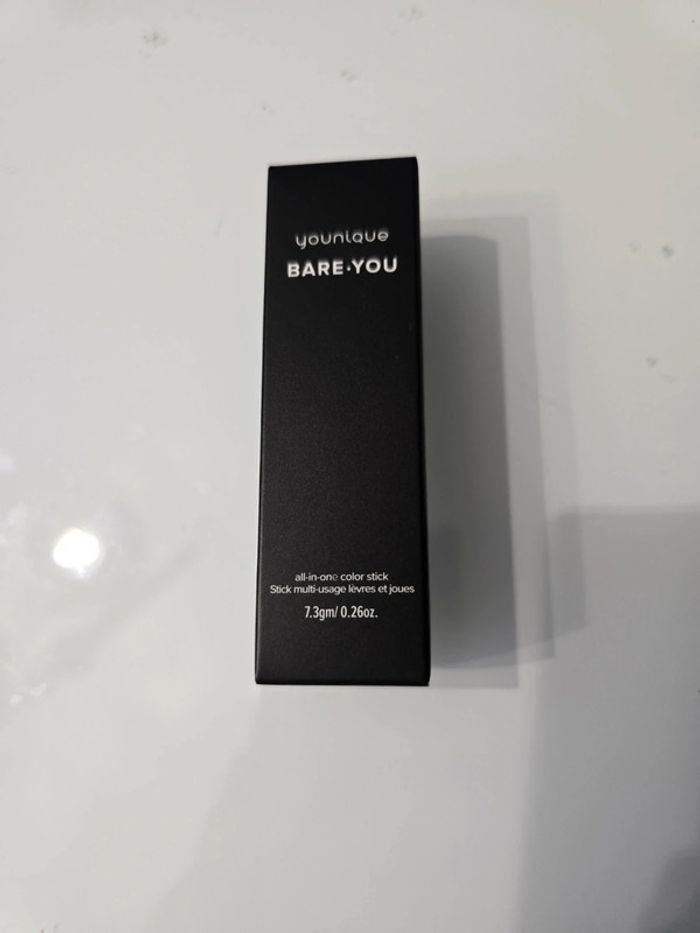 younique
BARE·YOU
all-in-one color stick
Stick multi-usage lèvres et joues
7.3gm/ 0.26oz.